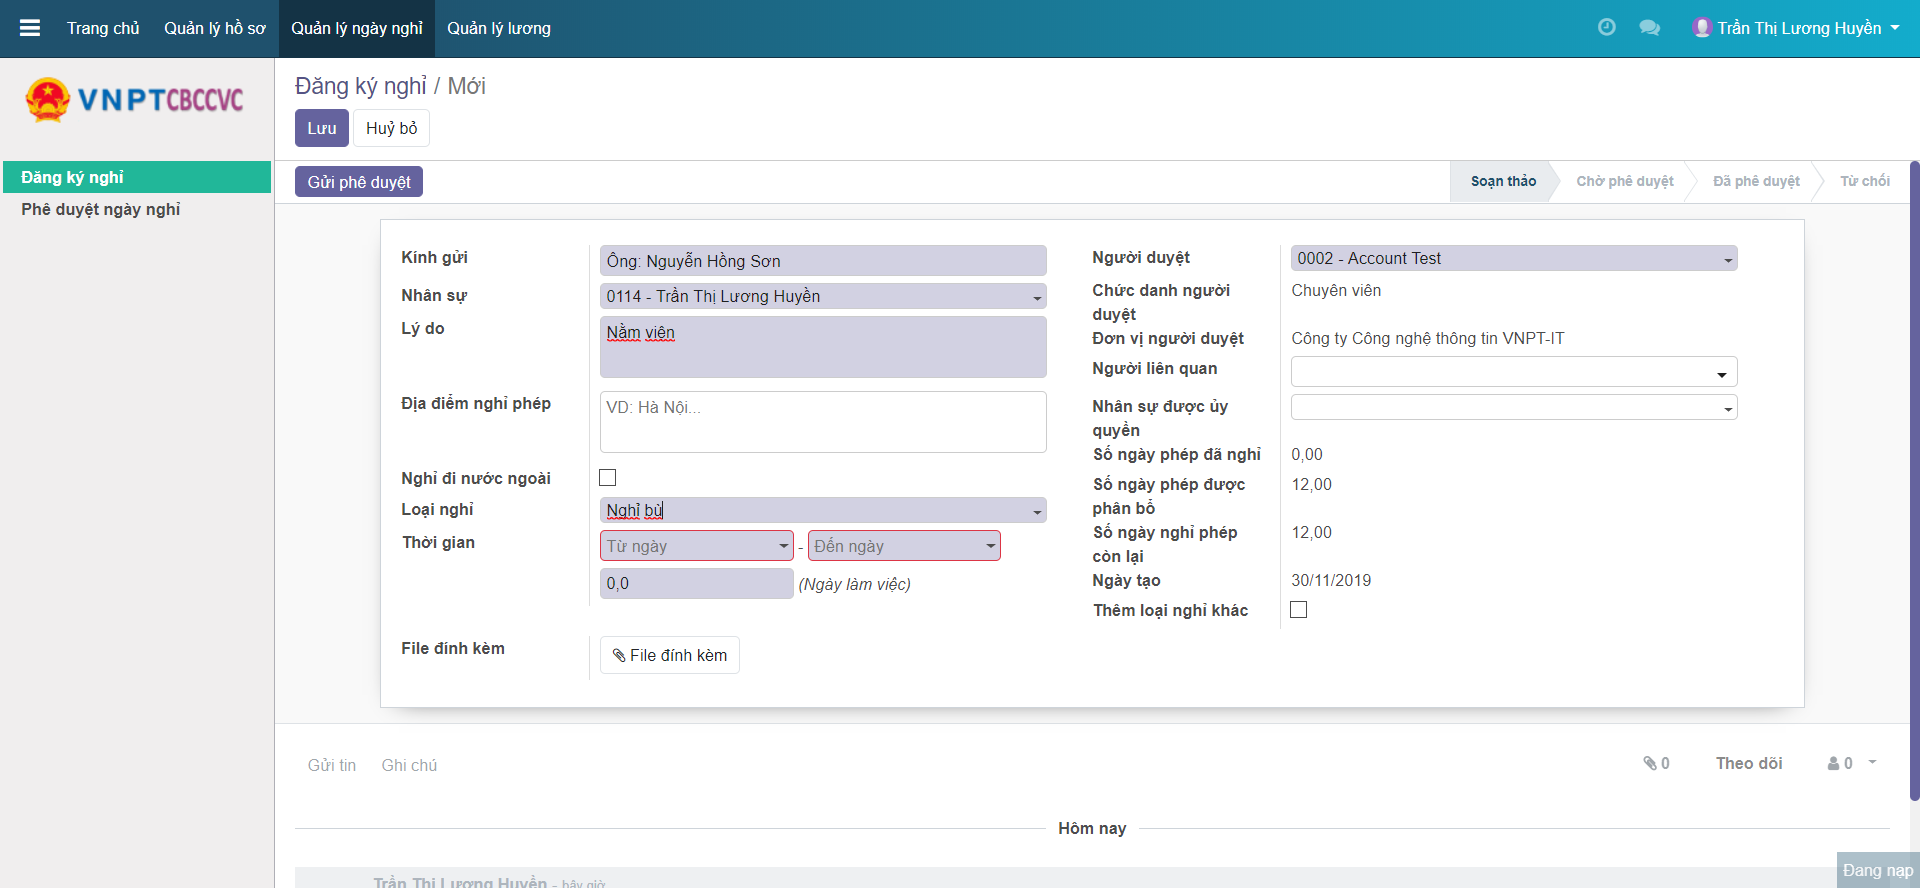 Trang chủ Quản lý hồ sơ Quản lý ngày nghỉ Quản lý lương Trần Thị Lương Huyền
VNPTCBCCVC
Đăng ký nghỉ
Phê duyệt ngày nghỉ
Đăng ký nghỉ / Mới
Lưu Huỷ bỏ
Gửi phê duyệt Soạn thảo Chờ phê duyệt Đã phê duyệt Từ chối
Kính gửi Ông: Nguyễn Hồng Sơn
Nhân sự 0114 - Trần Thị Lương Huyền
Lý do Nằm viên
Địa điểm nghỉ phép VD: Hà Nội...
Nghỉ đi nước ngoài
Loại nghỉ Nghỉ bù
Thời gian Từ ngày - Đến ngày
0,0 (Ngày làm việc)
File đính kèm File đính kèm
Người duyệt 0002 - Account Test
Chức danh người
duyệt Chuyên viên
Đơn vị người duyệt Công ty Công nghệ thông tin VNPT-IT
Người liên quan
Nhân sự được ủy
quyền
Số ngày phép đã nghỉ 0,00
Số ngày phép được
phân bổ 12,00
Số ngày nghỉ phép
còn lại 12,00
Ngày tạo 30/11/2019
Thêm loại nghỉ khác
Gửi tin Ghi chú 0 Theo dõi 0
Hôm nay
Trần Thị Lương Huyền - bây giờ
Đang nạp